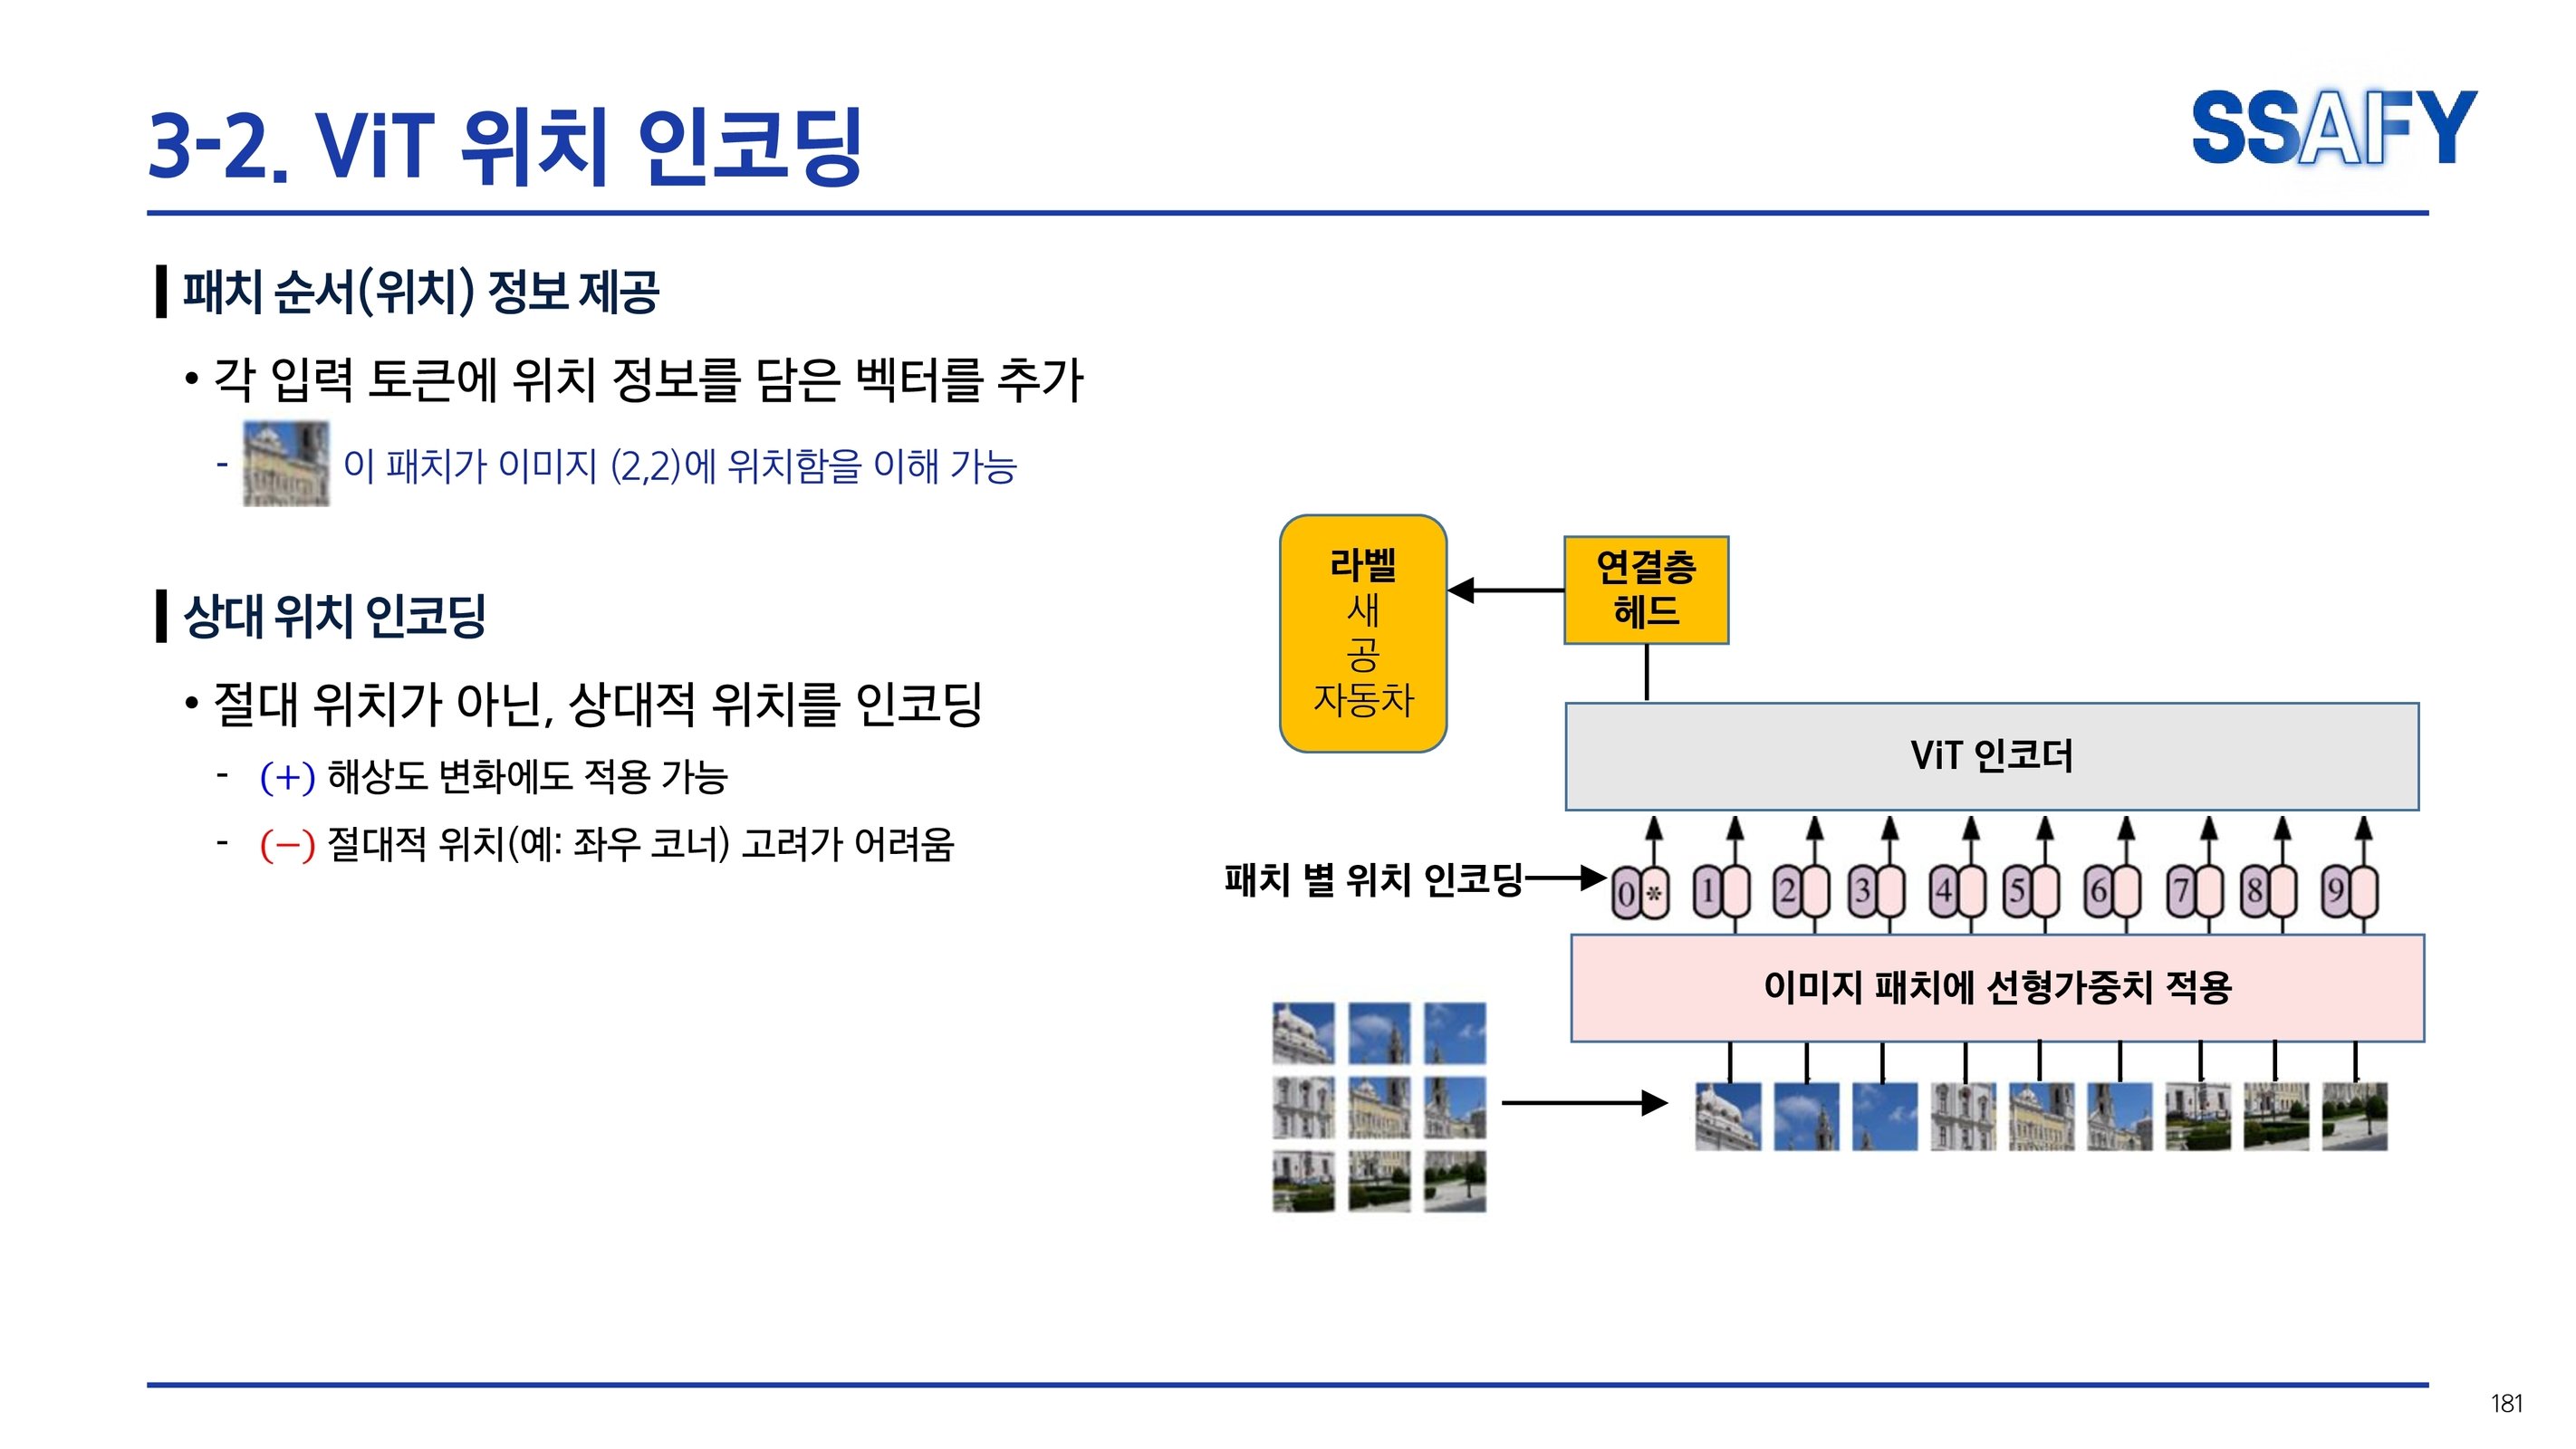 3-2. ViT 위치 인코딩
SSAFY
패치 순서(위치) 정보 제공
• 각 입력 토큰에 위치 정보를 담은 벡터를 추가
- 이 패치가 이미지 (2,2)에 위치함을 이해 가능
상대 위치 인코딩
• 절대 위치가 아닌, 상대적 위치를 인코딩
- (+) 해상도 변화에도 적용 가능
- (−) 절대적 위치(예: 좌우 코너) 고려가 어려움
라벨
새
공
자동차
연결층
헤드
ViT 인코더
패치 별 위치 인코딩
0 * 1 2 3 4 5 6 7 8 9
이미지 패치에 선형가중치 적용
181